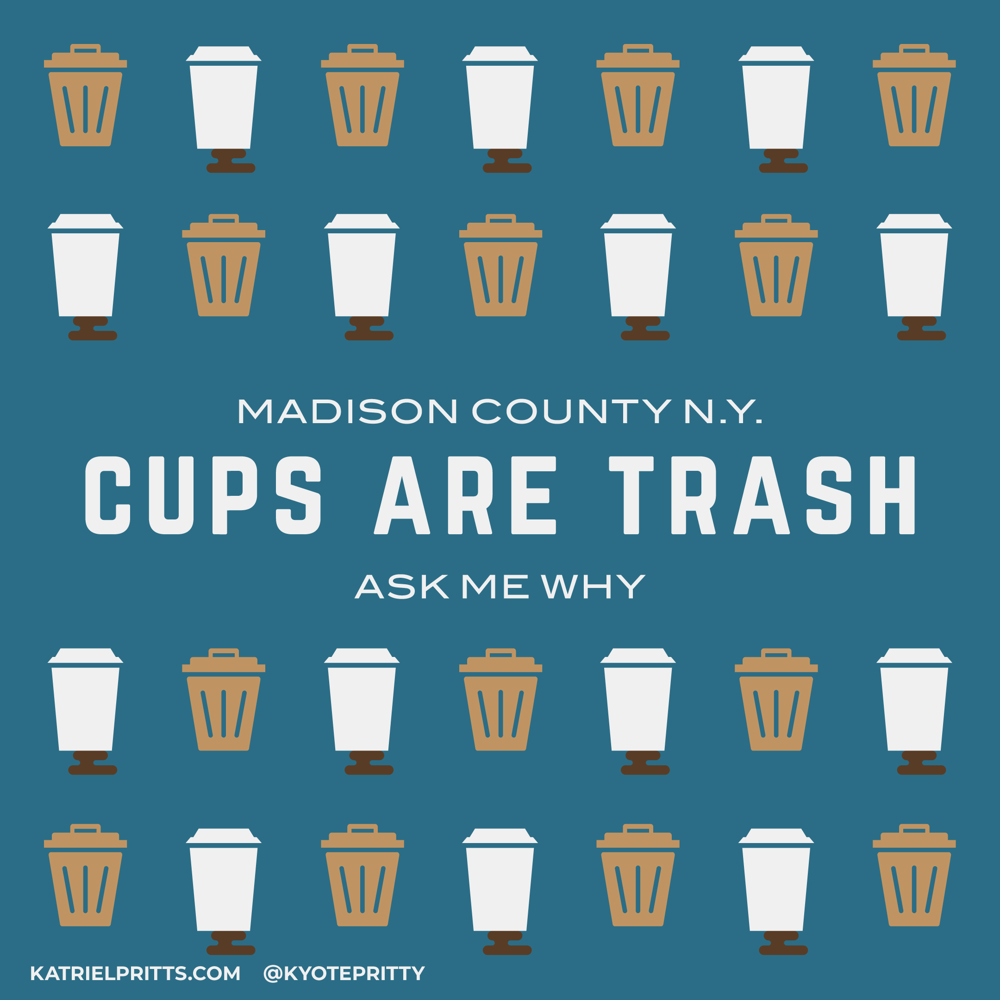 MADISON COUNTY N.Y.
CUPS ARE TRASH
ASK ME WHY
KATRIELPRITTS.COM @KYOTEPRITTY